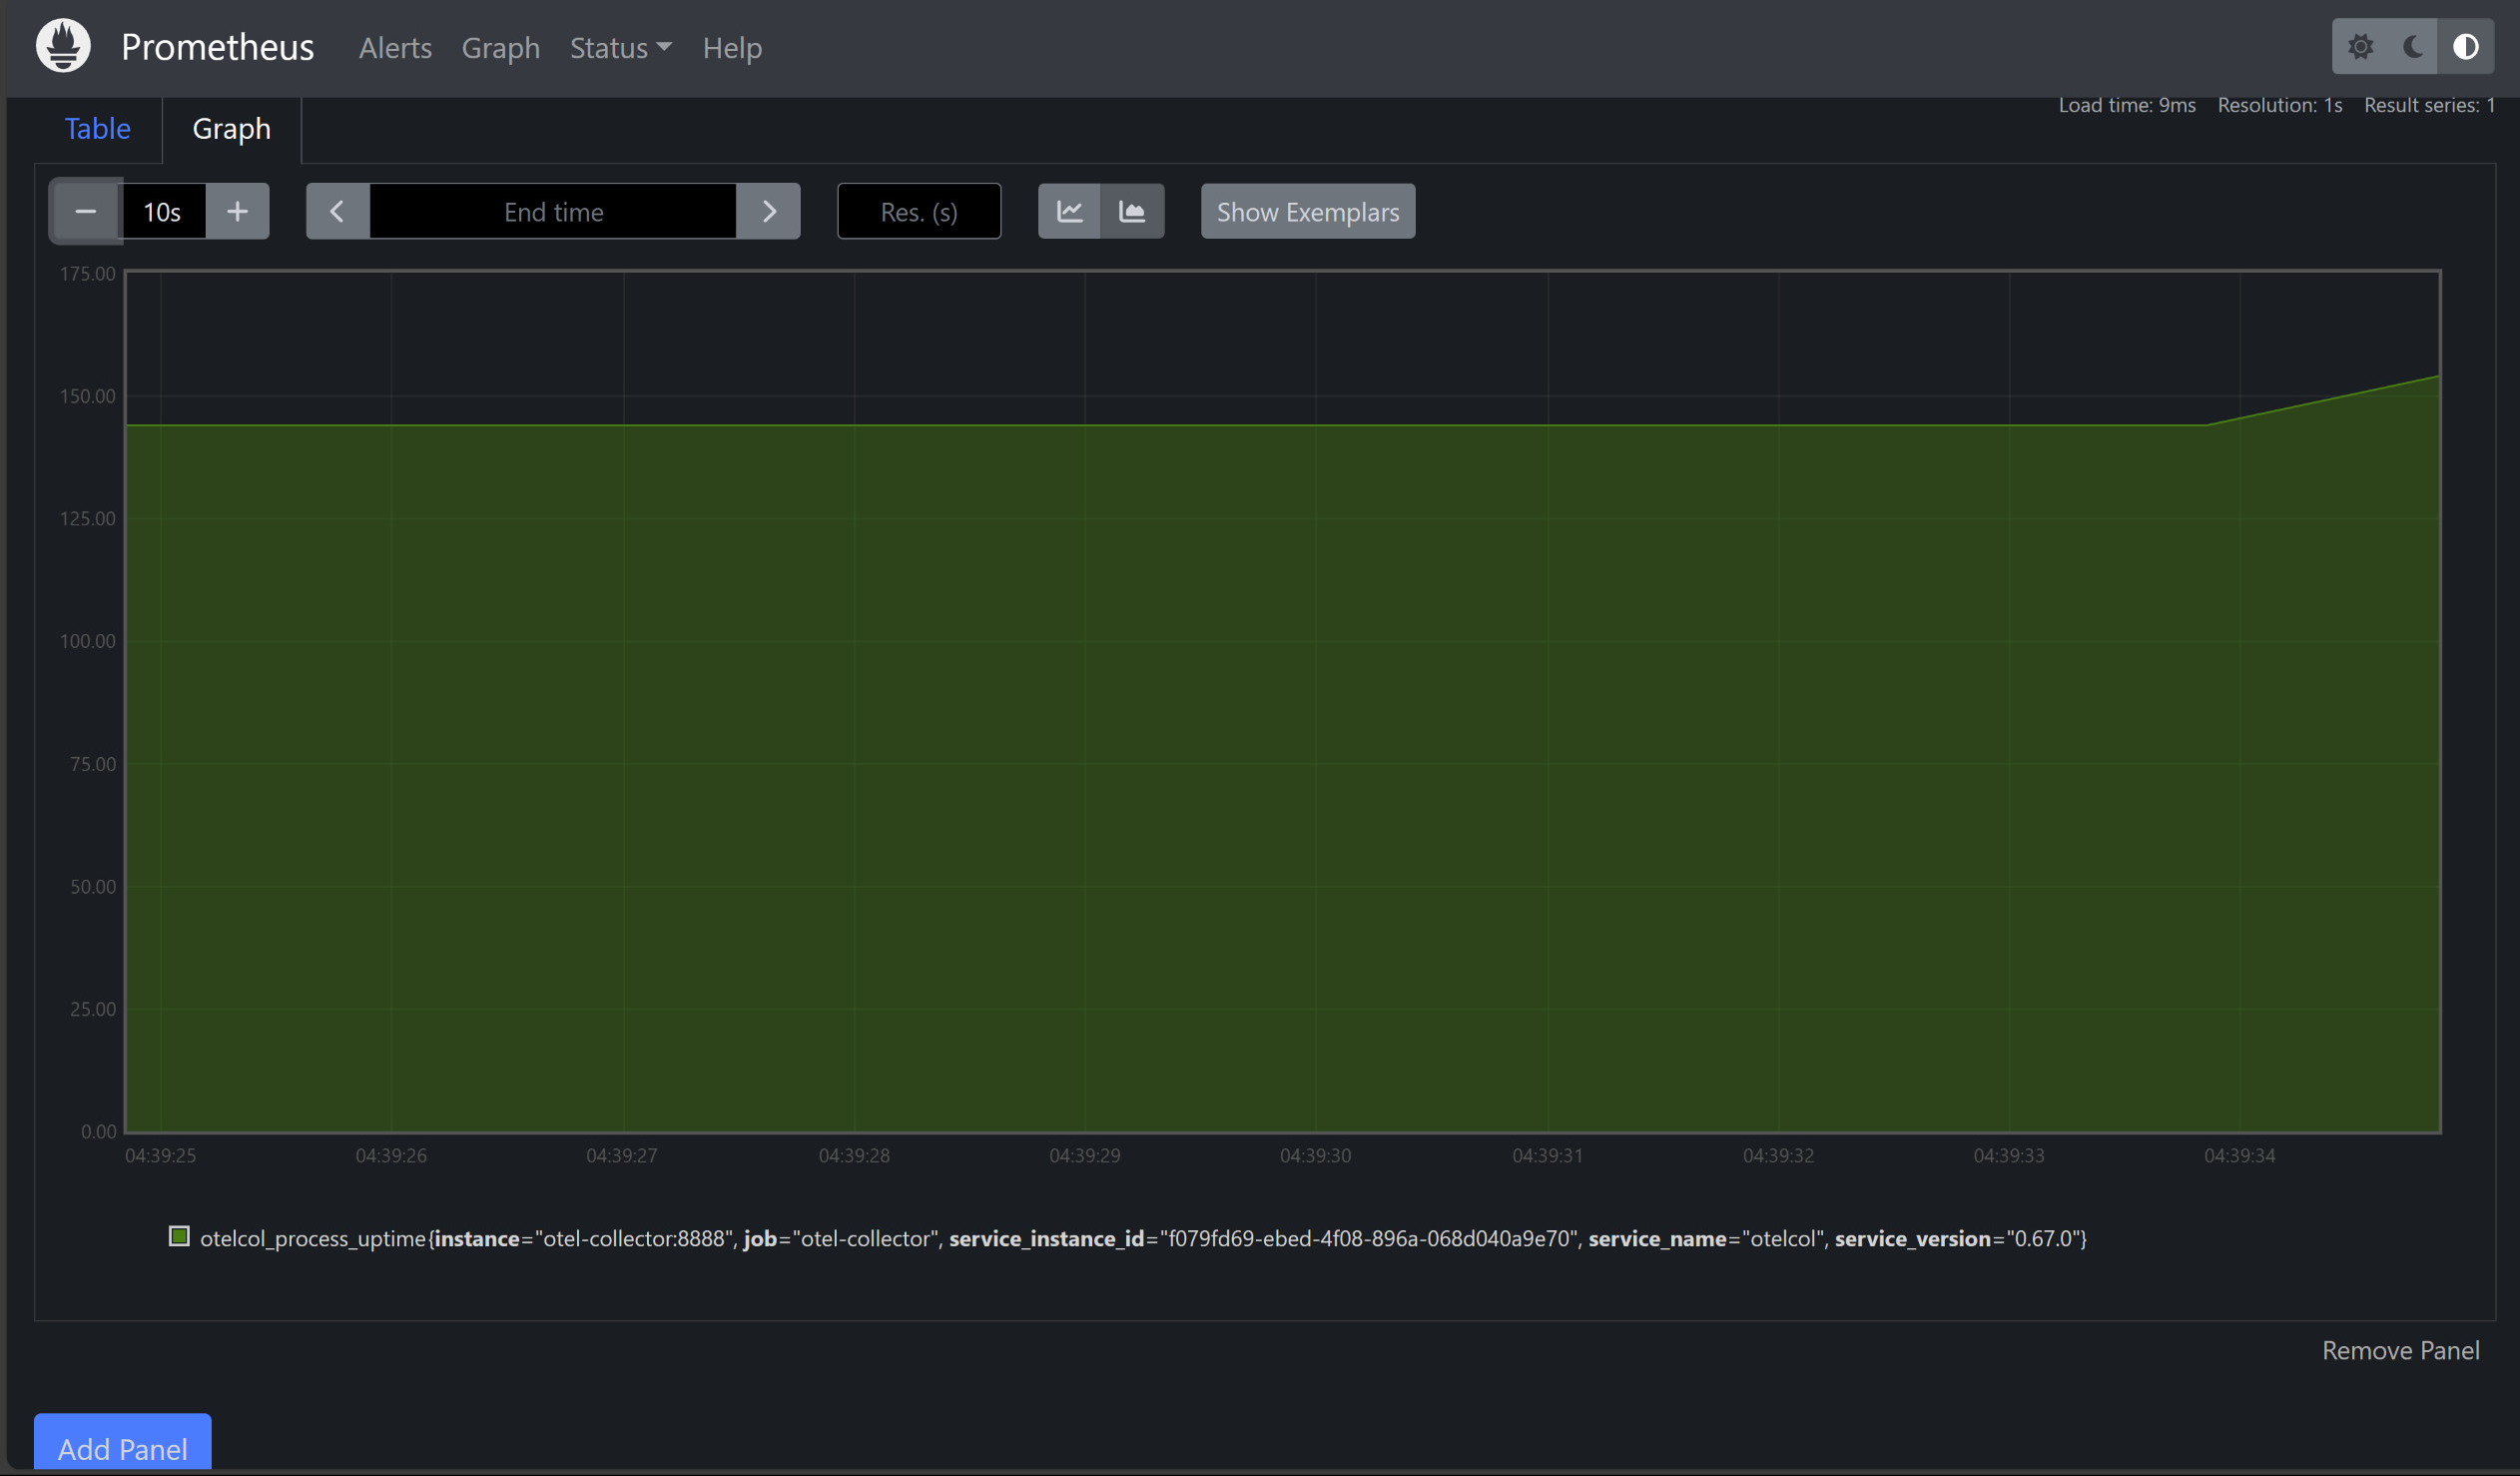 Prometheus Alerts Graph Status Help
Load time: 9ms Resolution: 1s Result series: 1
Table Graph
10s End time Res. (s) Show Exemplars
175.00
150.00
125.00
100.00
75.00
50.00
25.00
0.00
04:39:25 04:39:26 04:39:27 04:39:28 04:39:29 04:39:30 04:39:31 04:39:32 04:39:33 04:39:34
otelcol_process_uptime{instance="otel-collector:8888", job="otel-collector", service_instance_id="f079fd69-ebed-4f08-896a-068d040a9e70", service_name="otelcol", service_version="0.67.0"}
Remove Panel
Add Panel